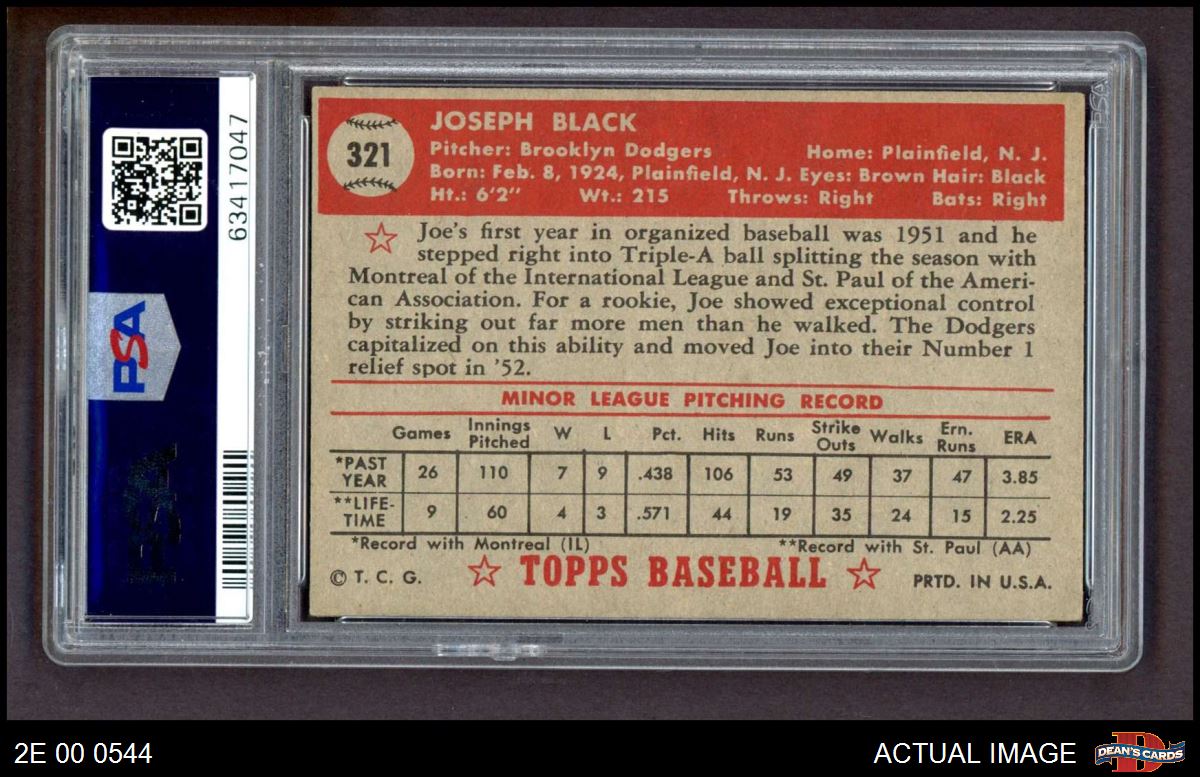 63417047
PSA
321
JOSEPH BLACK
Pitcher: Brooklyn Dodgers Home: Plainfield, N. J.
Born: Feb. 8, 1924, Plainfield, N. J. Eyes: Brown Hair: Black
Ht.: 6'2" Wt.: 215 Throws: Right Bats: Right
☆ Joe's first year in organized baseball was 1951 and he
stepped right into Triple-A ball splitting the season with
Montreal of the International League and St. Paul of the Ameri-
can Association. For a rookie, Joe showed exceptional control
by striking out far more men than he walked. The Dodgers
capitalized on this ability and moved Joe into their Number 1
relief spot in '52.
MINOR LEAGUE PITCHING RECORD
Games Innings Pitched W L Pct. Hits Runs Strike Outs Walks Ern. Runs ERA
*PAST YEAR 26 110 7 9 .438 106 53 49 37 47 3.85
**LIFE-TIME 9 60 4 3 .571 44 19 35 24 15 2.25
*Record with Montreal (IL) **Record with St. Paul (AA)
© T. C. G. ☆ TOPPS BASEBALL ☆ PRTD. IN U.S.A.
PSA
2E 00 0544 ACTUAL IMAGE DEAN'S CARDS